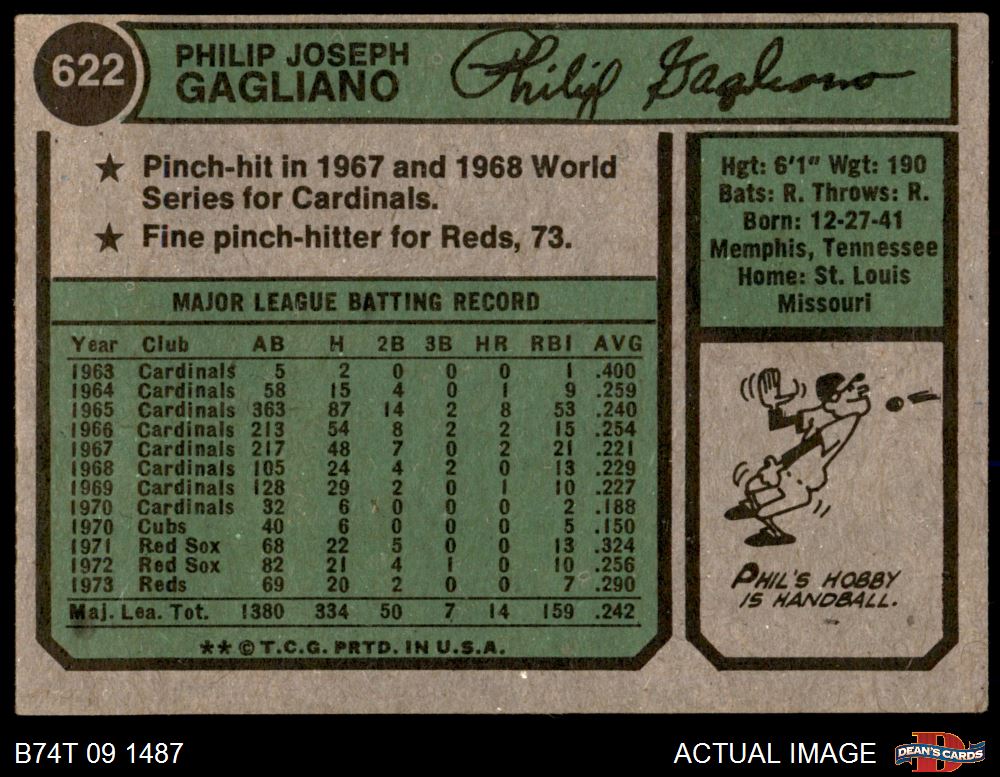 622
PHILIP JOSEPH
GAGLIANO
Philip Gagliano
★ Pinch-hit in 1967 and 1968 World
Series for Cardinals.
★ Fine pinch-hitter for Reds, 73.
Hgt: 6'1" Wgt: 190
Bats: R. Throws: R.
Born: 12-27-41
Memphis, Tennessee
Home: St. Louis
Missouri
MAJOR LEAGUE BATTING RECORD
Year Club AB H 2B 3B HR RBI AVG
1963 Cardinals 5 2 0 0 0 1 .400
1964 Cardinals 58 15 4 0 1 9 .259
1965 Cardinals 363 87 14 2 8 53 .240
1966 Cardinals 213 54 8 2 2 15 .254
1967 Cardinals 217 48 7 0 2 21 .221
1968 Cardinals 105 24 4 2 0 13 .229
1969 Cardinals 128 29 2 0 1 10 .227
1970 Cardinals 32 6 0 0 0 2 .188
1970 Cubs 40 6 0 0 0 5 .150
1971 Red Sox 68 22 5 0 0 13 .324
1972 Red Sox 82 21 4 1 0 10 .256
1973 Reds 69 20 2 0 0 7 .290
Maj. Lea. Tot. 1380 334 50 7 14 159 .242
** © T.C.G. PRTD. IN U.S.A.
PHIL'S HOBBY
IS HANDBALL.
B74T 09 1487
ACTUAL IMAGE
D
DEAN'S CARDS